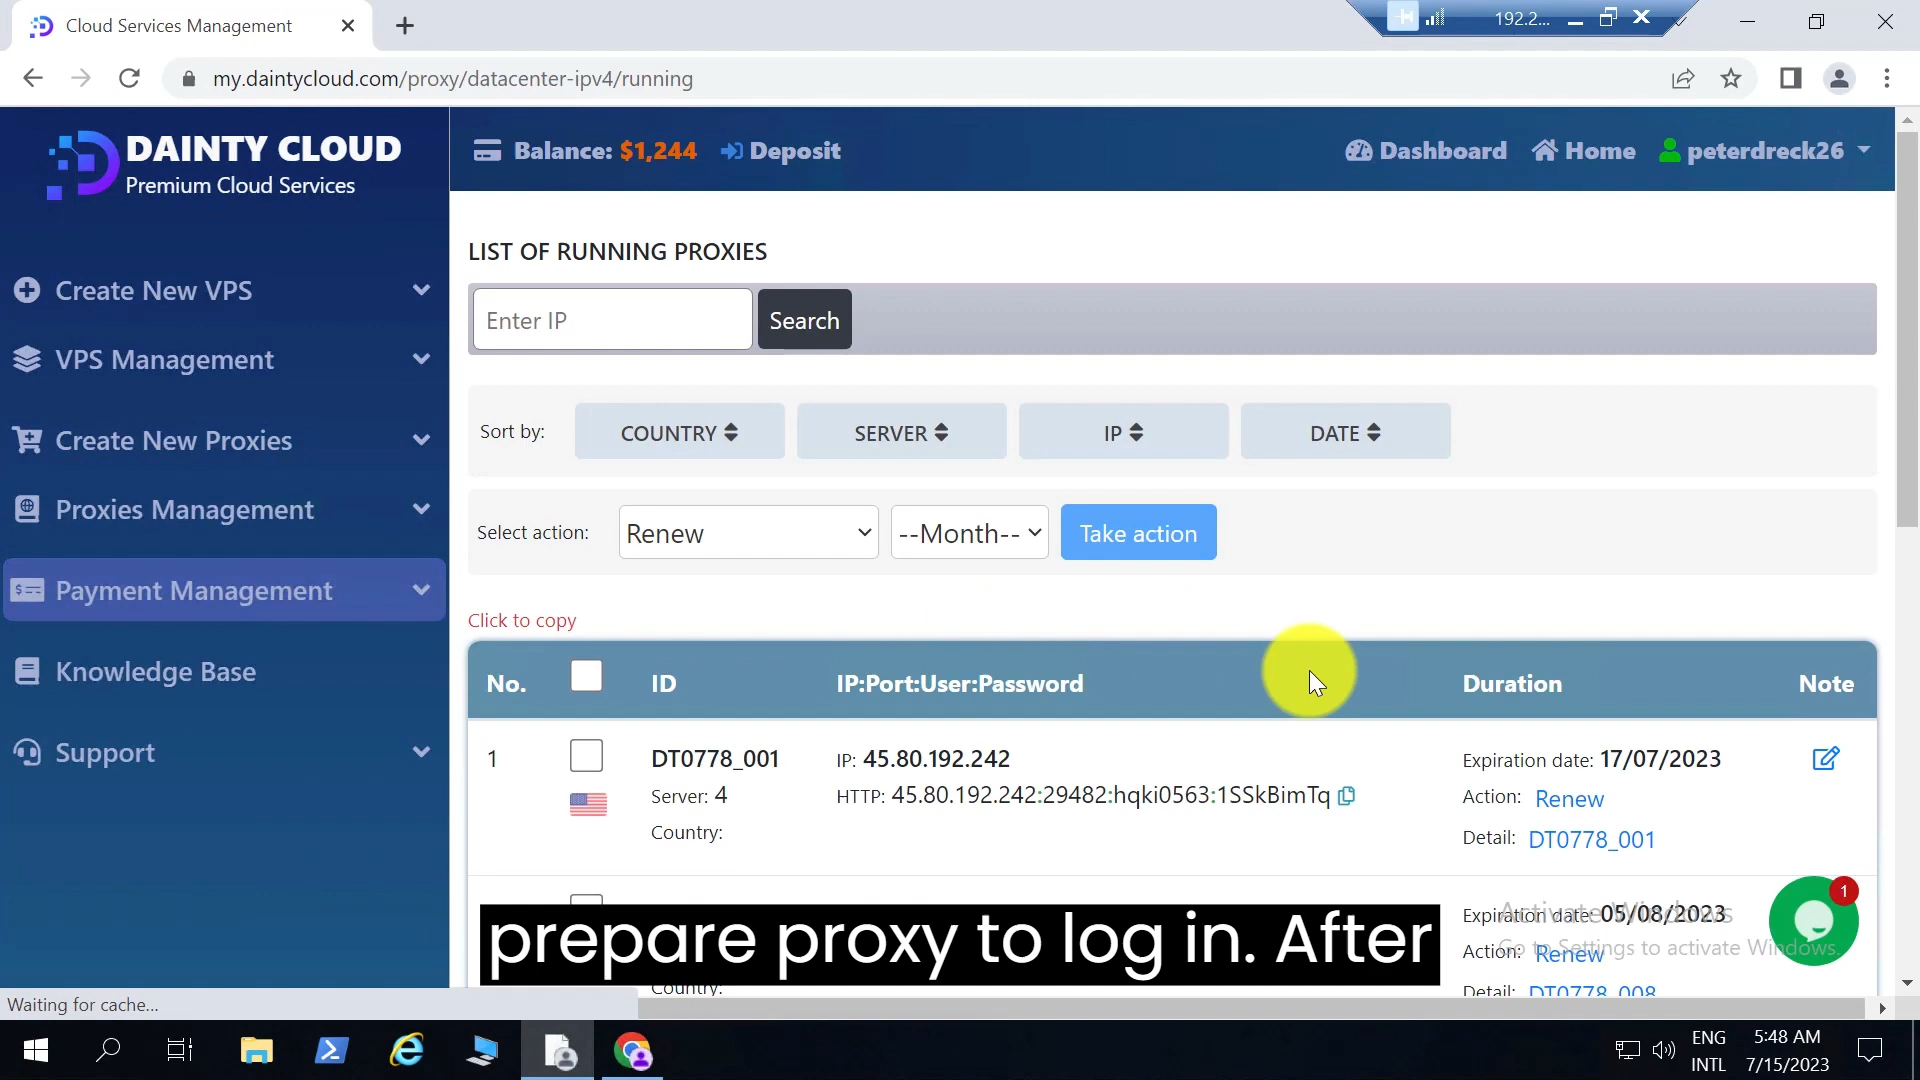 Cloud Services Management
192.2...
my.daintycloud.com/proxy/datacenter-ipv4/running
DAINTY CLOUD
Premium Cloud Services
Balance: $1,244
Deposit
Dashboard
Home
peterdreck26
Create New VPS
VPS Management
Create New Proxies
Proxies Management
Payment Management
Knowledge Base
Support
LIST OF RUNNING PROXIES
Enter IP
Search
Sort by:
COUNTRY
SERVER
IP
DATE
Select action:
Renew
--Month--
Take action
Click to copy
No.
ID
IP:Port:User:Password
Duration
Note
1
DT0778_001
Server: 4
Country:
IP: 45.80.192.242
HTTP: 45.80.192.242:29482:hqki0563:1SSkBimTq
Expiration date: 17/07/2023
Action: Renew
Detail: DT0778_001
Expiration date: 05/08/2023
Action: Renew
Detail: DT0778_008
Country:
1
Activate Windows
Go to Settings to activate Windows.
prepare proxy to log in. After
Waiting for cache...
ENG
INTL
5:48 AM
7/15/2023